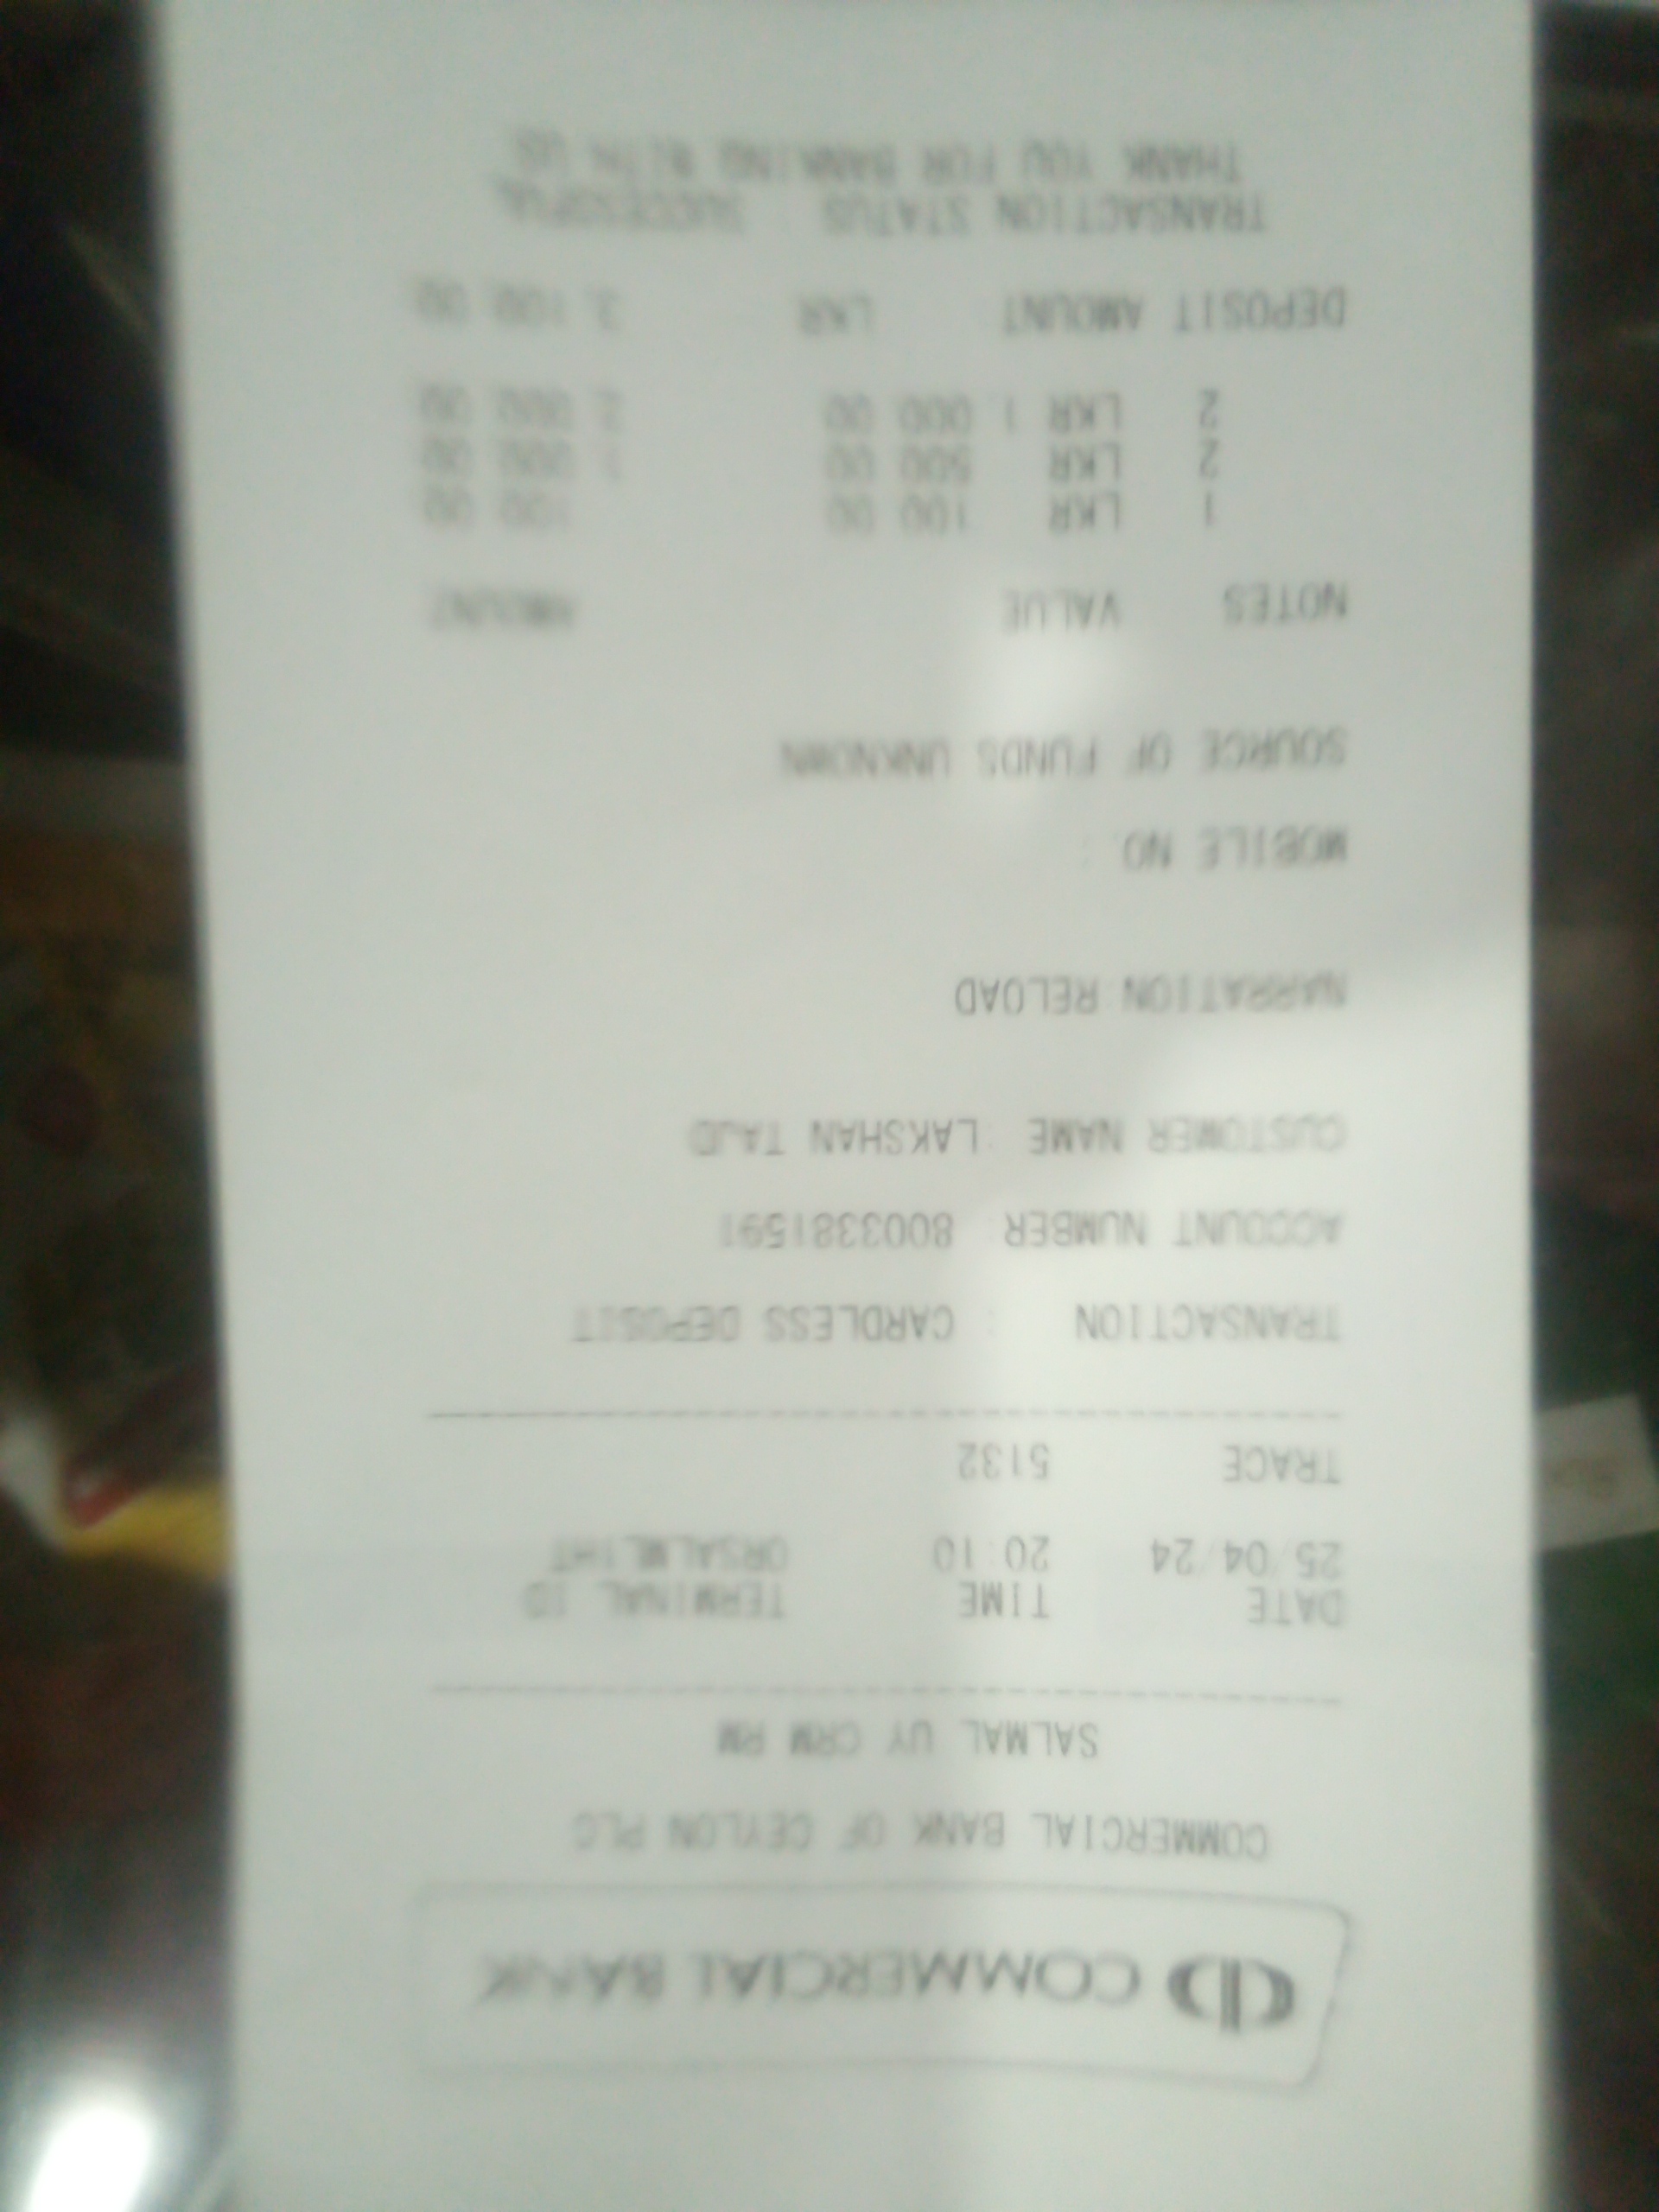 COMMERCIAL BANK
COMMERCIAL BANK OF CEYLON PLC
SALMAL UY CRM RM
DATE TIME TERMINAL ID
25/04/24 20:10
TRACE 5132
TRANSACTION : CARDLESS DEPOSIT
ACCOUNT NUMBER 8003381591
CUSTOMER NAME :LAKSHAN TAJD
NARRATION:RELOAD
MOBILE NO :
SOURCE OF FUNDS UNKNOWN
NOTES VALUE AMOUNT
1 LKR 100.00 100.00
2 LKR 500.00 1,000.00
2 LKR 1,000.00 2,000.00
DEPOSIT AMOUNT LKR 3,100.00
TRANSACTION STATUS : SUCCESSFUL
THANK YOU FOR BANKING WITH US